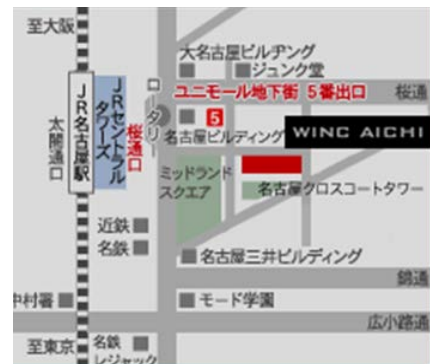 至大阪
大名古屋ビルヂング
ジュンク堂
ユニモール地下街 5番出口
桜通
5
名古屋ビルディング
WINC AICHI
ロータリー
JRセントラルタワーズ
桜通口
JR名古屋駅
太閤通口
ミッドランド
スクエア
名古屋クロスコートタワー
近鉄
名鉄
名古屋三井ビルディング
錦通
中村署
モード学園
広小路通
至東京
名鉄
レジャック